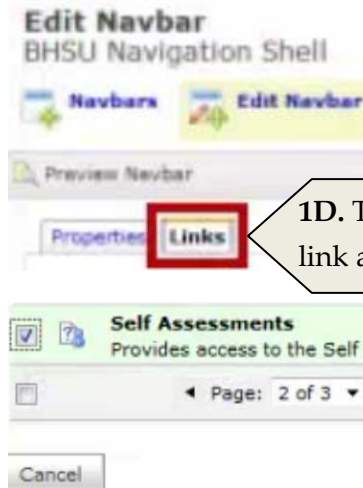 Edit Navbar
BHSU Navigation Shell
Navbars Edit Navbar
Preview Navbar
Properties Links
1D. T
link a
Self Assessments
Provides access to the Self
Page: 2 of 3
Cancel